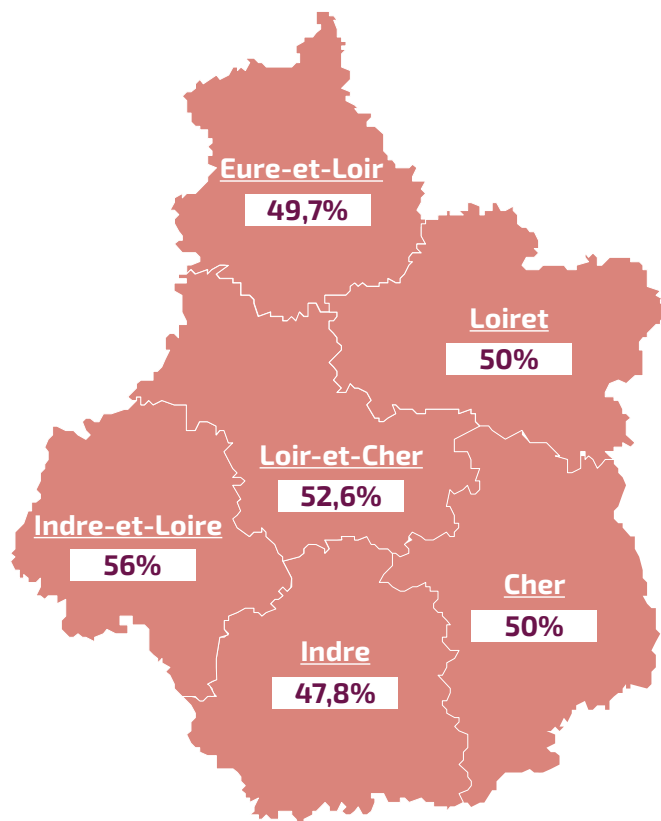 Eure-et-Loir
49,7%
Loiret
50%
Loir-et-Cher
52,6%
Indre-et-Loire
56%
Cher
50%
Indre
47,8%